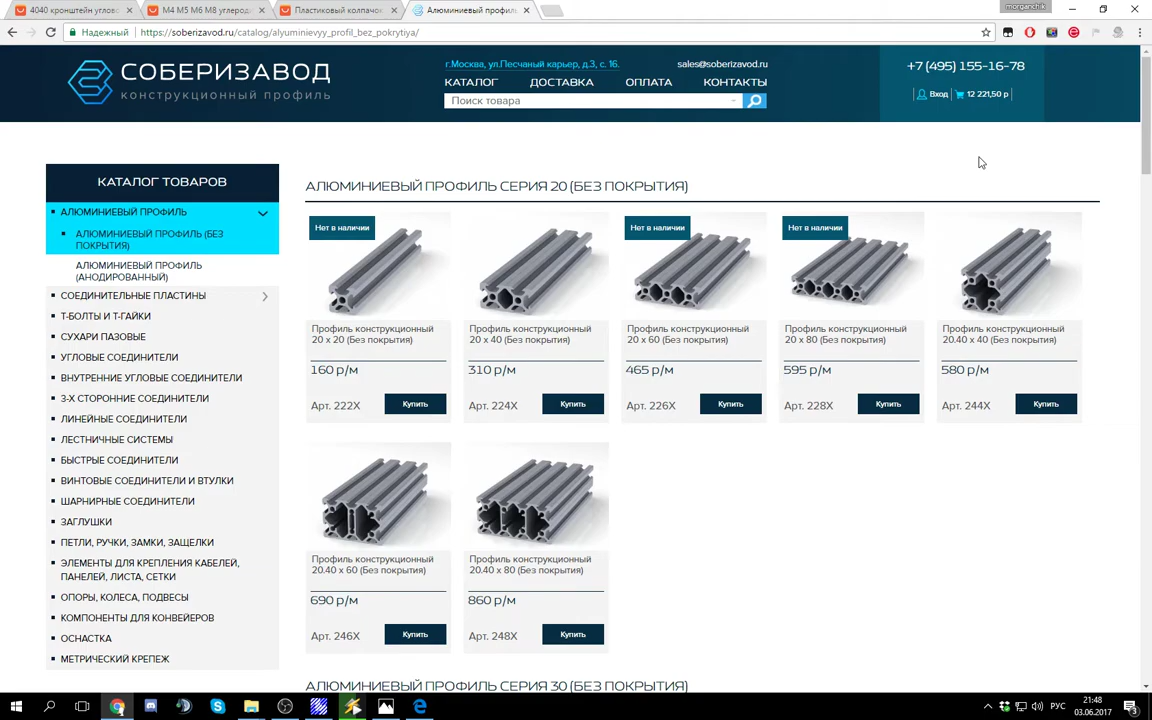 4040 кронштейн углово
M4 M5 M6 M8 углерод
Пластиковый колпачок
Алюминиевый профиль
morganchik
Надежный
https://soberizavod.ru/catalog/alyuminievyy_profil_bez_pokrytiya/
СОБЕРИЗАВОД
конструкционный профиль
г.Москва, ул.Песчаный карьер, д.3, с. 16.
sales@soberizavod.ru
КАТАЛОГ
ДОСТАВКА
ОПЛАТА
КОНТАКТЫ
Поиск товара
+7 (495) 155-16-78
Вход
12 221,50 р
КАТАЛОГ ТОВАРОВ
АЛЮМИНИЕВЫЙ ПРОФИЛЬ
АЛЮМИНИЕВЫЙ ПРОФИЛЬ (БЕЗ
ПОКРЫТИЯ)
АЛЮМИНИЕВЫЙ ПРОФИЛЬ
(АНОДИРОВАННЫЙ)
СОЕДИНИТЕЛЬНЫЕ ПЛАСТИНЫ
Т-БОЛТЫ И Т-ГАЙКИ
СУХАРИ ПАЗОВЫЕ
УГЛОВЫЕ СОЕДИНИТЕЛИ
ВНУТРЕННИЕ УГЛОВЫЕ СОЕДИНИТЕЛИ
3-Х СТОРОННИЕ СОЕДИНИТЕЛИ
ЛИНЕЙНЫЕ СОЕДИНИТЕЛИ
ЛЕСТНИЧНЫЕ СИСТЕМЫ
БЫСТРЫЕ СОЕДИНИТЕЛИ
ВИНТОВЫЕ СОЕДИНИТЕЛИ И ВТУЛКИ
ШАРНИРНЫЕ СОЕДИНИТЕЛИ
ЗАГЛУШКИ
ПЕТЛИ, РУЧКИ, ЗАМКИ, ЗАЩЕЛКИ
ЭЛЕМЕНТЫ ДЛЯ КРЕПЛЕНИЯ КАБЕЛЕЙ,
ПАНЕЛЕЙ, ЛИСТА, СЕТКИ
ОПОРЫ, КОЛЕСА, ПОДВЕСЫ
КОМПОНЕНТЫ ДЛЯ КОНВЕЙЕРОВ
ОСНАСТКА
МЕТРИЧЕСКИЙ КРЕПЕЖ
АЛЮМИНИЕВЫЙ ПРОФИЛЬ СЕРИЯ 20 (БЕЗ ПОКРЫТИЯ)
Нет в наличии
Профиль конструкционный
20 x 20 (Без покрытия)
160 р/м
Арт. 222X
Купить
Профиль конструкционный
20 x 40 (Без покрытия)
310 р/м
Арт. 224X
Купить
Нет в наличии
Профиль конструкционный
20 x 60 (Без покрытия)
465 р/м
Арт. 226X
Купить
Нет в наличии
Профиль конструкционный
20 x 80 (Без покрытия)
595 р/м
Арт. 228X
Купить
Профиль конструкционный
20.40 x 40 (Без покрытия)
580 р/м
Арт. 244X
Купить
Профиль конструкционный
20.40 x 60 (Без покрытия)
690 р/м
Арт. 246X
Купить
Профиль конструкционный
20.40 x 80 (Без покрытия)
860 р/м
Арт. 248X
Купить
АЛЮМИНИЕВЫЙ ПРОФИЛЬ СЕРИЯ 30 (БЕЗ ПОКРЫТИЯ)
РУС
21:48
03.06.2017
3